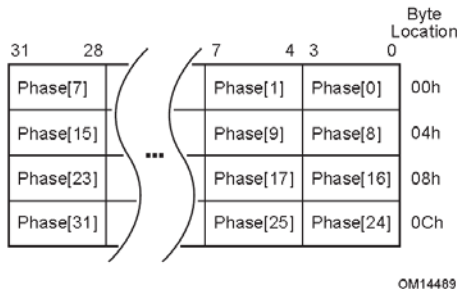 Byte
Location
31 28 7 4 3 0
Phase[7] Phase[1] Phase[0] 00h
Phase[15] ... Phase[9] Phase[8] 04h
Phase[23] Phase[17] Phase[16] 08h
Phase[31] Phase[25] Phase[24] 0Ch
OM14489